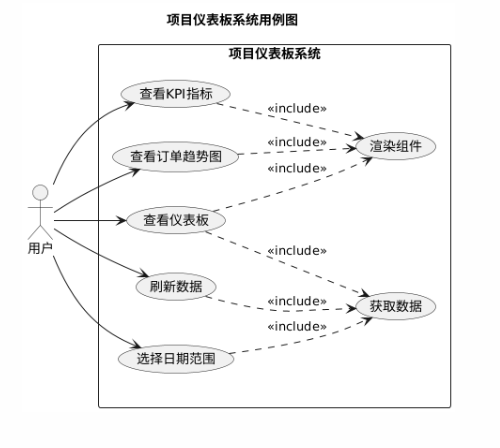 项目仪表板系统用例图
项目仪表板系统
查看KPI指标
«include»
查看订单趋势图
«include»
渲染组件
«include»
查看仪表板
用户
«include»
刷新数据
«include»
获取数据
«include»
选择日期范围